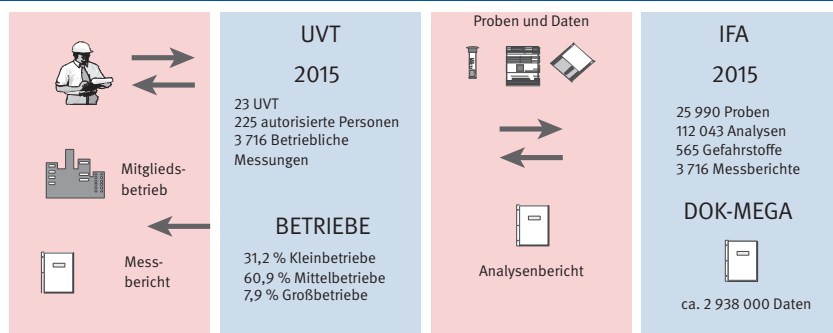 Mitglieds-
betrieb
Mess-
bericht
UVT
2015
23 UVT
225 autorisierte Personen
3 716 Betriebliche
Messungen
BETRIEBE
31,2 % Kleinbetriebe
60,9 % Mittelbetriebe
7,9 % Großbetriebe
Proben und Daten
Analysenbericht
IFA
2015
25 990 Proben
112 043 Analysen
565 Gefahrstoffe
3 716 Messberichte
DOK-MEGA
ca. 2 938 000 Daten